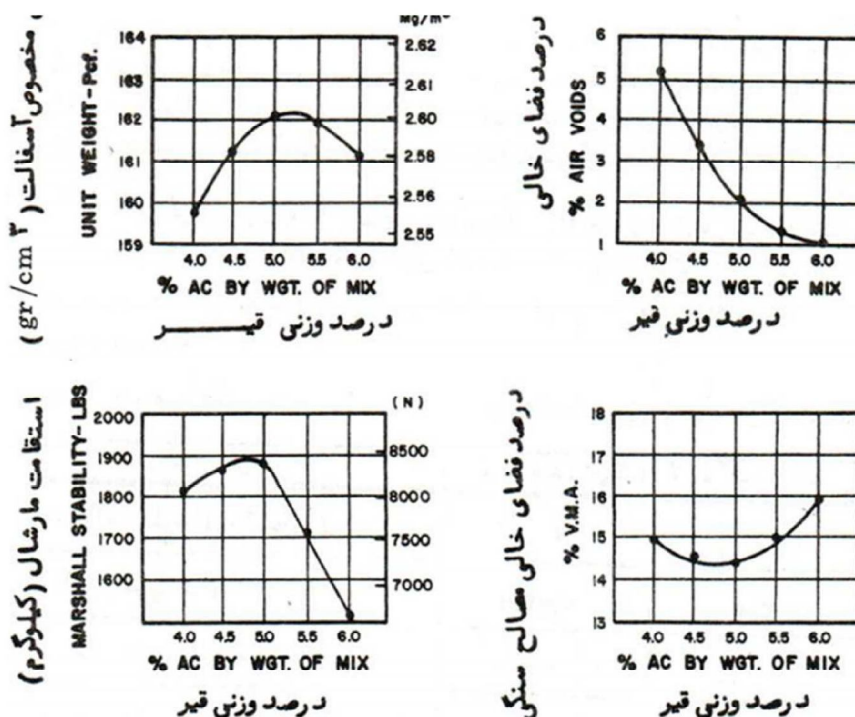 مخصوص آسفالت (gr/cm ۳)
UNIT WEIGHT-Pcf.
164
163
162
161
160
159
Mg/m³
2.62
2.61
2.60
2.58
2.56
2.55
4.0 4.5 5.0 5.5 6.0
% AC BY WGT. OF MIX
درصد وزنی قیر
درصد فضای خالی
% AIR VOIDS
6
5
4
3
2
1
4.0 4.5 5.0 5.5 6.0
% AC BY WGT. OF MIX
درصد وزنی قیر
استقامت مارشال (کیلوگرم)
MARSHALL STABILITY-LBS
2000
1900
1800
1700
1600
(N)
8500
8000
7500
7000
4.0 4.5 5.0 5.5 6.0
% AC BY WGT. OF MIX
درصد وزنی قیر
درصد فضای خالی مصالح سنگی
% V.M.A.
18
17
16
15
14
13
4.0 4.5 5.0 5.5 6.0
% AC BY WGT. OF MIX
درصد وزنی قیر